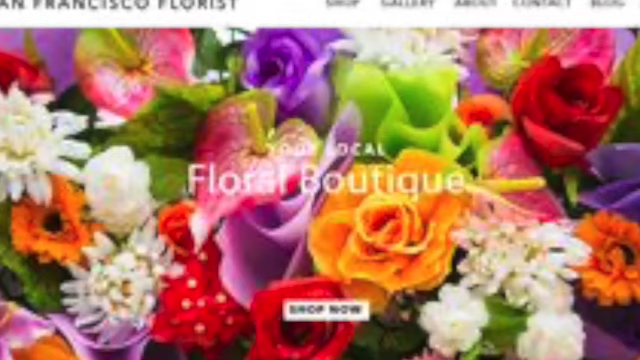 AN FRANCISCO FLORIST
SHOP GALLERY ABOUT CONTACT BLOG
YOUR LOCAL
Floral Boutique
SHOP NOW